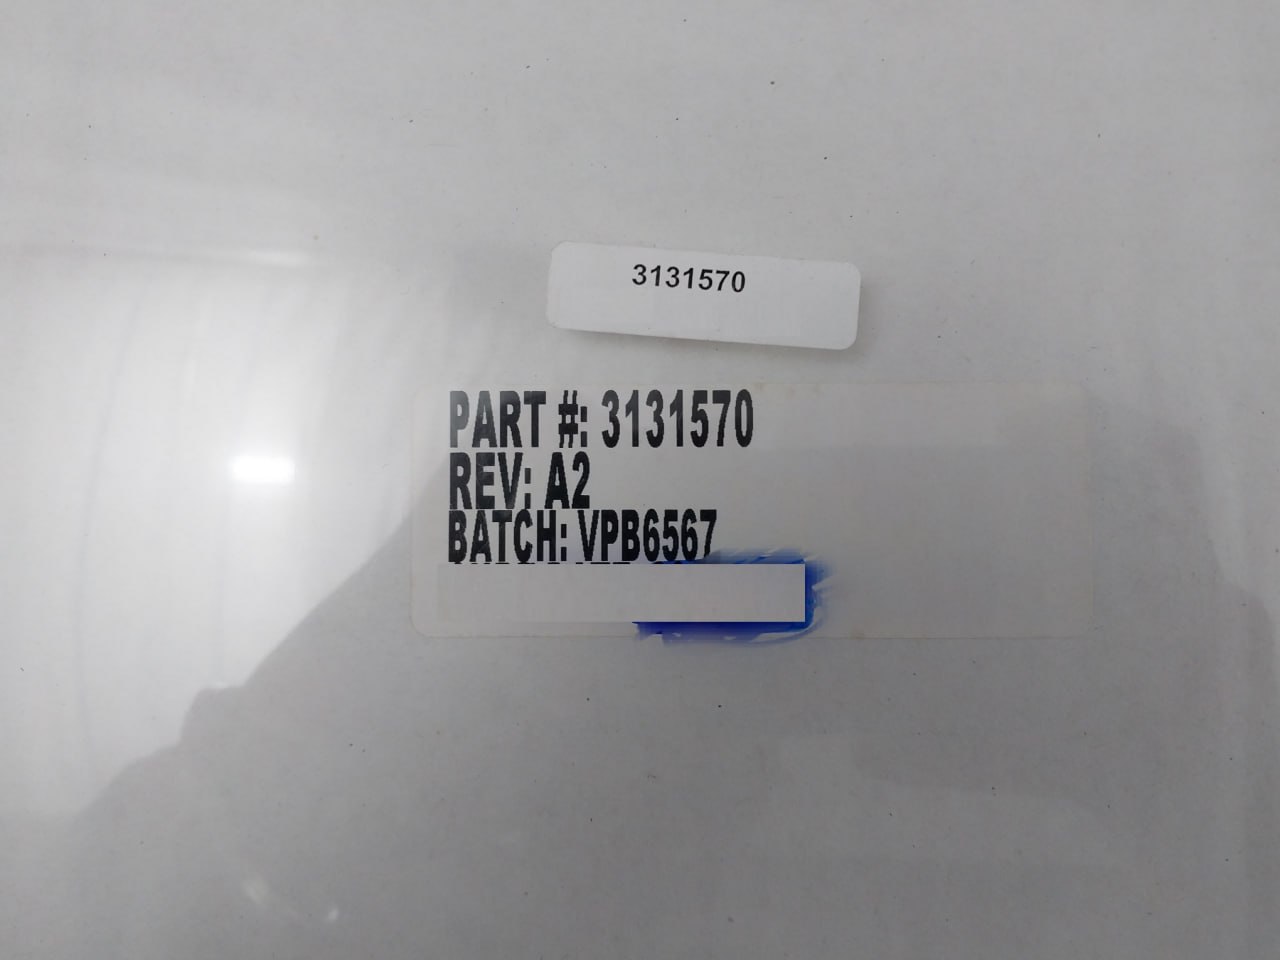 3131570
PART #: 3131570
REV: A2
BATCH: VPB6567